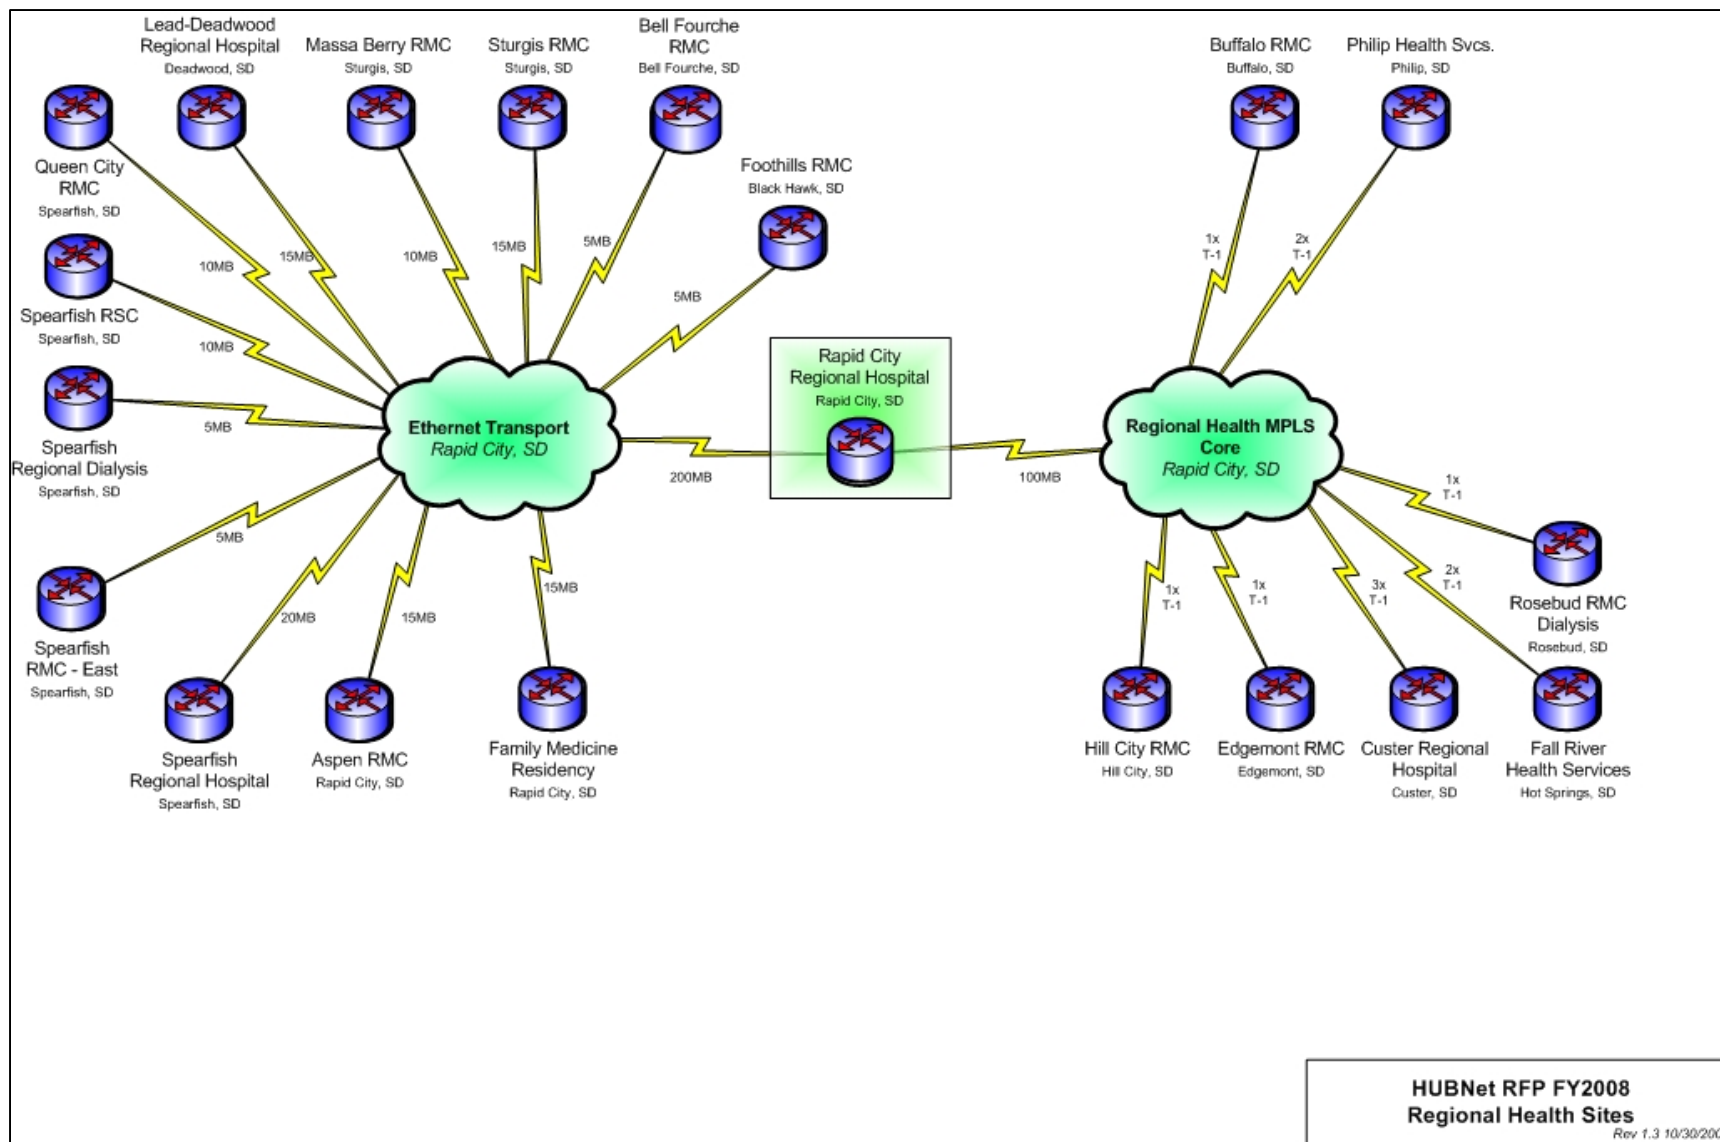 Lead-Deadwood
Regional Hospital
Deadwood, SD
Massa Berry RMC
Sturgis, SD
Sturgis RMC
Sturgis, SD
Bell Fourche
RMC
Bell Fourche, SD
Buffalo RMC
Buffalo, SD
Philip Health Svcs.
Philip, SD
Queen City
RMC
Spearfish, SD
Foothills RMC
Black Hawk, SD
10MB
15MB
10MB
15MB
5MB
5MB
1x
T-1
2x
T-1
Spearfish RSC
Spearfish, SD
10MB
Rapid City
Regional Hospital
Rapid City, SD
Spearfish
Regional Dialysis
Spearfish, SD
5MB
Ethernet Transport
Rapid City, SD
200MB
100MB
Regional Health MPLS
Core
Rapid City, SD
1x
T-1
5MB
20MB
15MB
15MB
1x
T-1
1x
T-1
3x
T-1
2x
T-1
Rosebud RMC
Dialysis
Rosebud, SD
Spearfish
RMC - East
Spearfish, SD
Spearfish
Regional Hospital
Spearfish, SD
Aspen RMC
Rapid City, SD
Family Medicine
Residency
Rapid City, SD
Hill City RMC
Hill City, SD
Edgemont RMC
Edgemont, SD
Custer Regional
Hospital
Custer, SD
Fall River
Health Services
Hot Springs, SD
HUBNet RFP FY2008
Regional Health Sites
Rev 1.3 10/30/200